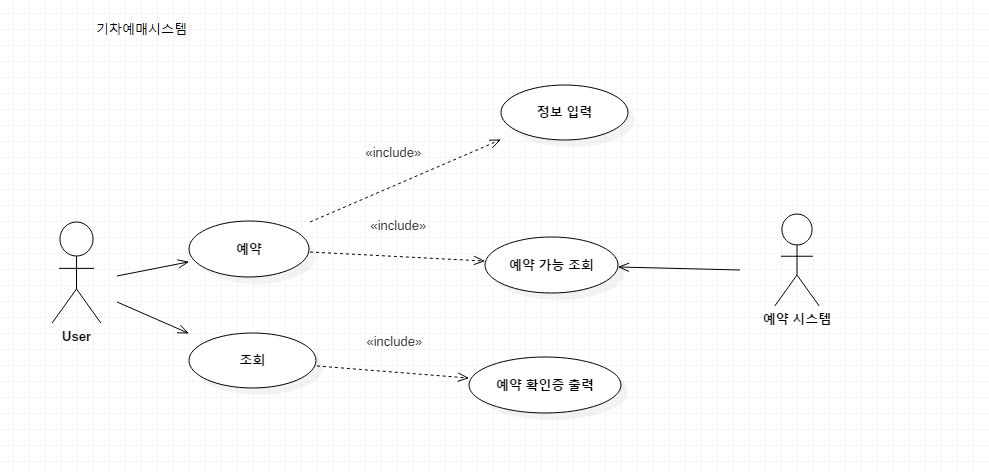 기차예매시스템
정보 입력
«include»
«include»
예약
예약 가능 조회
예약 시스템
User
«include»
조회
예약 확인증 출력